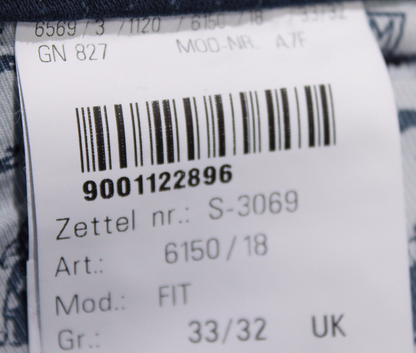 6569 / 3 / 1120 / 6150 / 18 33/32
GN 827 MOD-NR. A7F
9001122896
Zettel nr.: S-3069
Art.: 6150 / 18
Mod.: FIT
Gr.: 33/32 UK